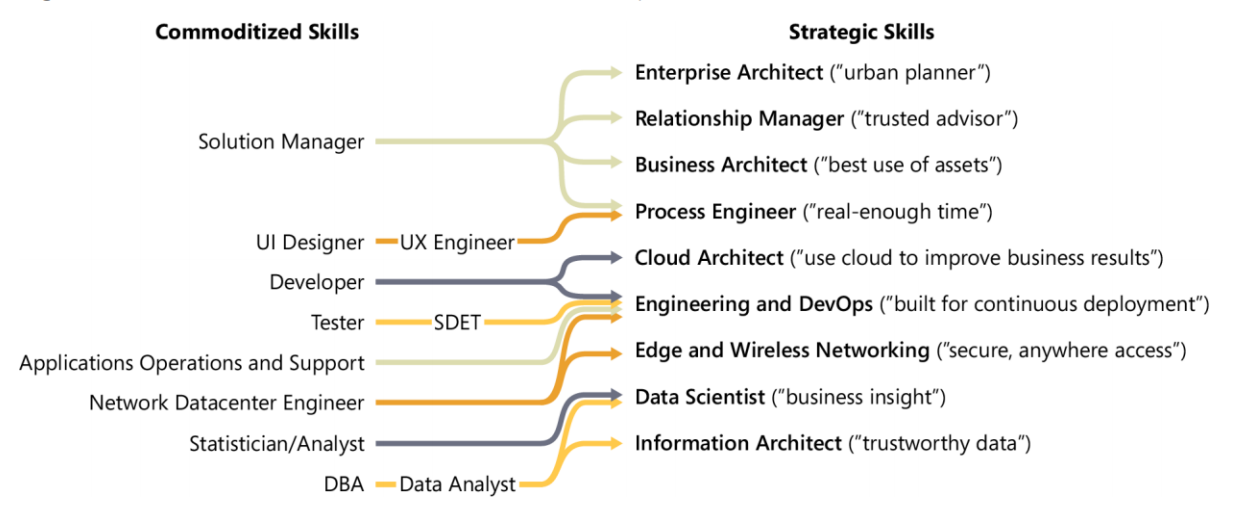 Commoditized Skills
Strategic Skills
Enterprise Architect ("urban planner")
Relationship Manager ("trusted advisor")
Solution Manager
Business Architect ("best use of assets")
Process Engineer ("real-enough time")
UI Designer UX Engineer
Cloud Architect ("use cloud to improve business results")
Developer
Engineering and DevOps ("built for continuous deployment")
Tester SDET
Edge and Wireless Networking ("secure, anywhere access")
Applications Operations and Support
Data Scientist ("business insight")
Network Datacenter Engineer
Statistician/Analyst
Information Architect ("trustworthy data")
DBA Data Analyst